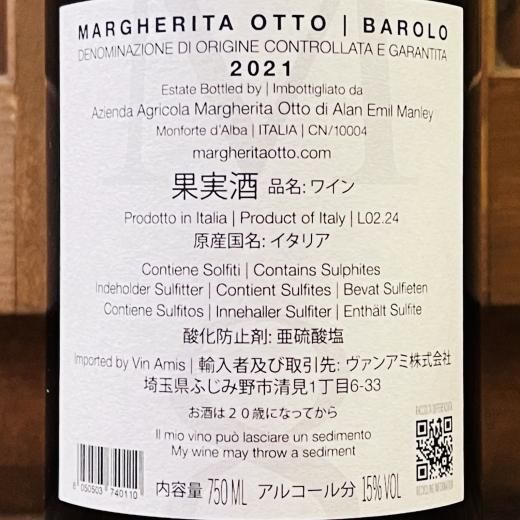 MARGHERITA OTTO | BAROLO
DENOMINAZIONE DI ORIGINE CONTROLLATA E GARANTITA
2021
Estate Bottled by | Imbottigliato da
Azienda Agricola Margherita Otto di Alan Emil Manley
Monforte d'Alba | ITALIA | CN/10004
margheritaotto.com
果実酒 品名: ワイン
Prodotto in Italia | Product of Italy | L02.24
原産国名: イタリア
Contiene Solfiti | Contains Sulphites
Indeholder Sulfitter | Contient Sulfites | Bevat Sulfieten
Contiene Sulfitos | Innehaller Sulfiter | Enthält Sulfite
酸化防止剤: 亜硫酸塩
Imported by Vin Amis | 輸入者及び取引先: ヴァンアミ株式会社
埼玉県ふじみ野市清見1丁目6-33
お酒は20歳になってから
Il mio vino può lasciare un sedimento
My wine may throw a sediment
8 050503 740110
内容量 750 ML アルコール分 15% VOL
RACCOLTA DIFFERENZIATA
RECYCLING INFORMATION